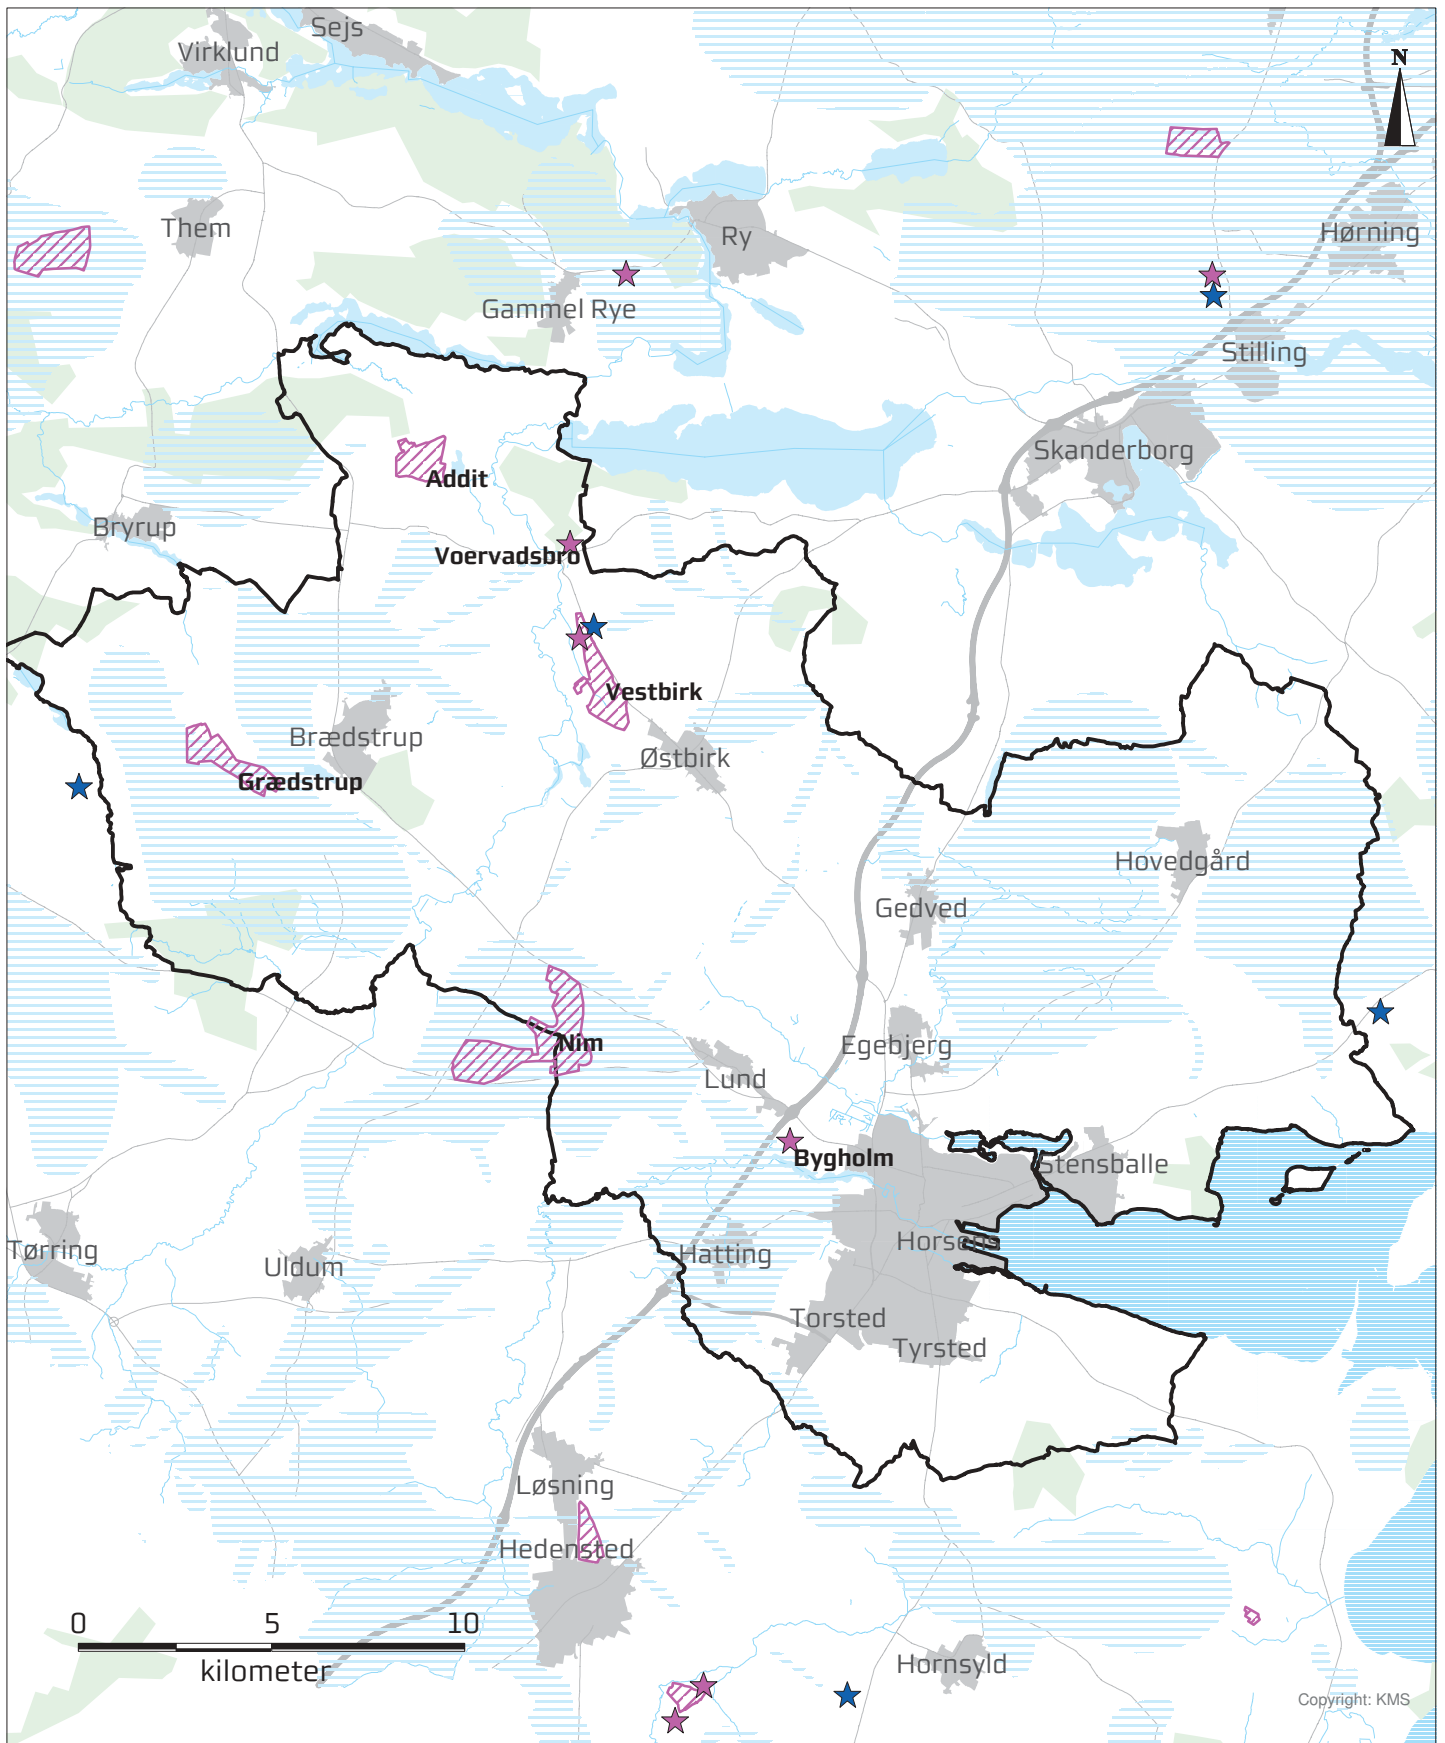 Sejs
Virklund
N
Them
Ry
Hørning
Gammel Rye
Stilling
Skanderborg
Addit
Bryrup
Voervadsbro
Vestbirk
Brædstrup
Østbirk
Grædstrup
Hovedgård
Gedved
Nim
Egebjerg
Lund
Bygholm
Stensballe
Horsens
Tørring
Hatting
Uldum
Torsted
Tyrsted
Løsning
Hedensted
0 5 10
kilometer
Hornsyld
Copyright: KMS